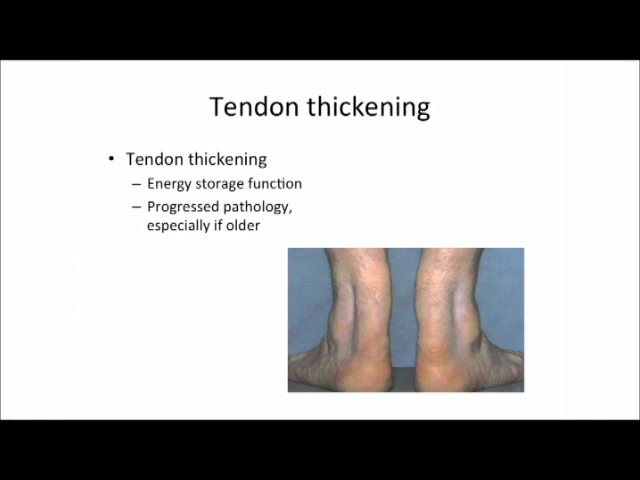 Tendon thickening
• Tendon thickening
– Energy storage function
– Progressed pathology,
especially if older